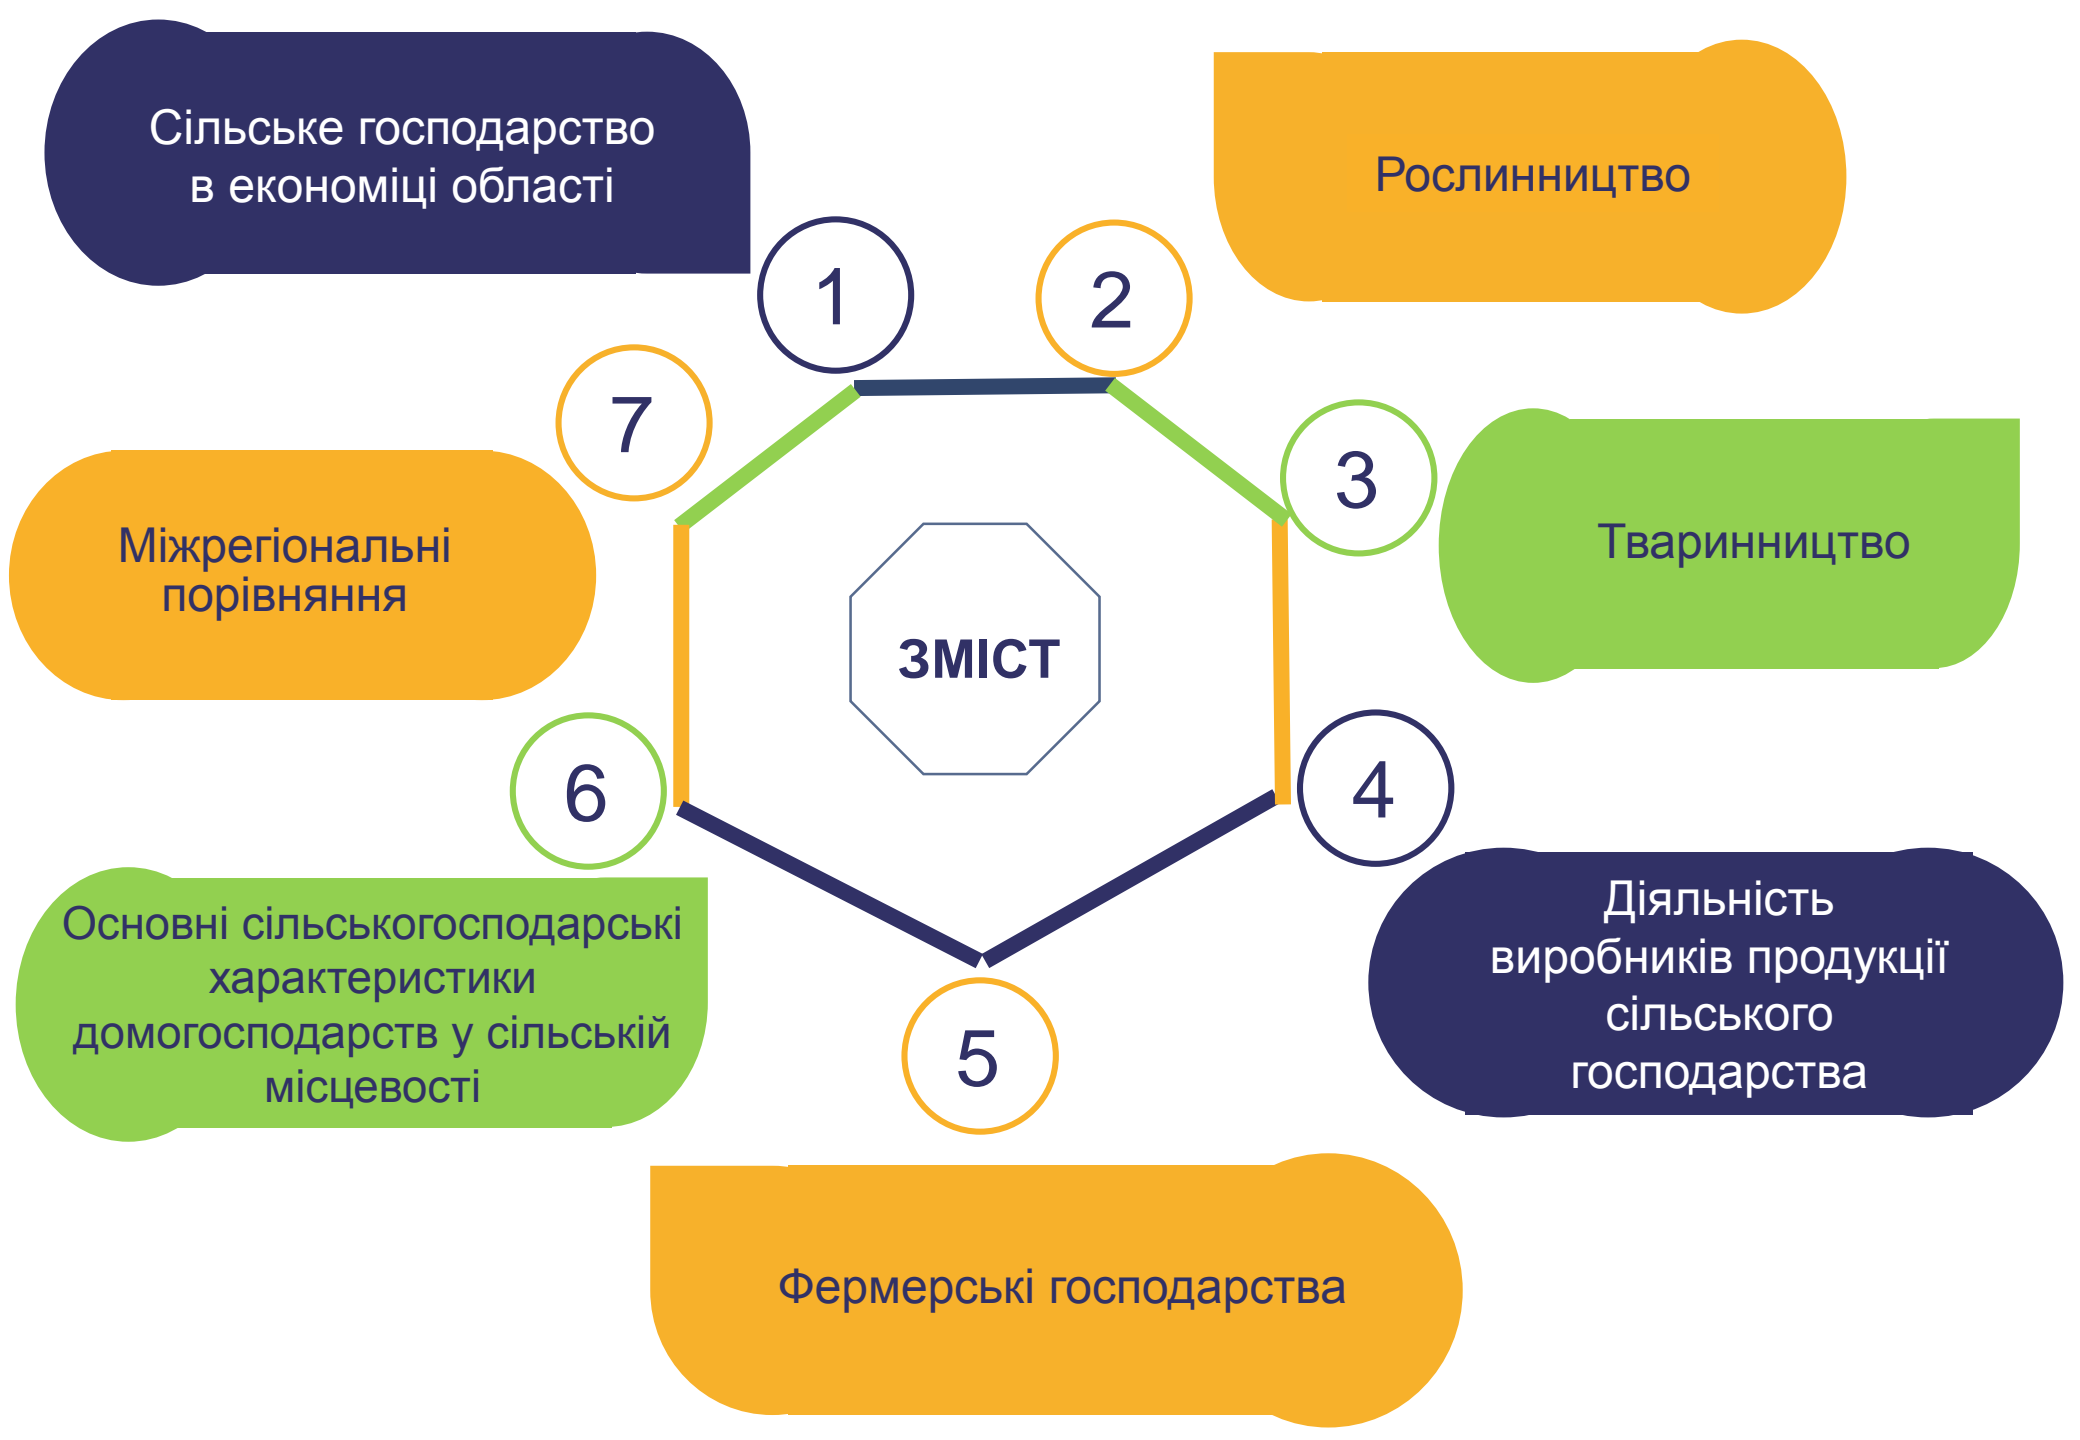 Сільське господарство
в економіці області
1
2
Рослинництво
3
Тваринництво
4
Діяльність
виробників продукції
сільського
господарства
5
Фермерські господарства
6
Основні сільськогосподарські
характеристики
домогосподарств у сільській
місцевості
7
Міжрегіональні
порівняння
ЗМІСТ